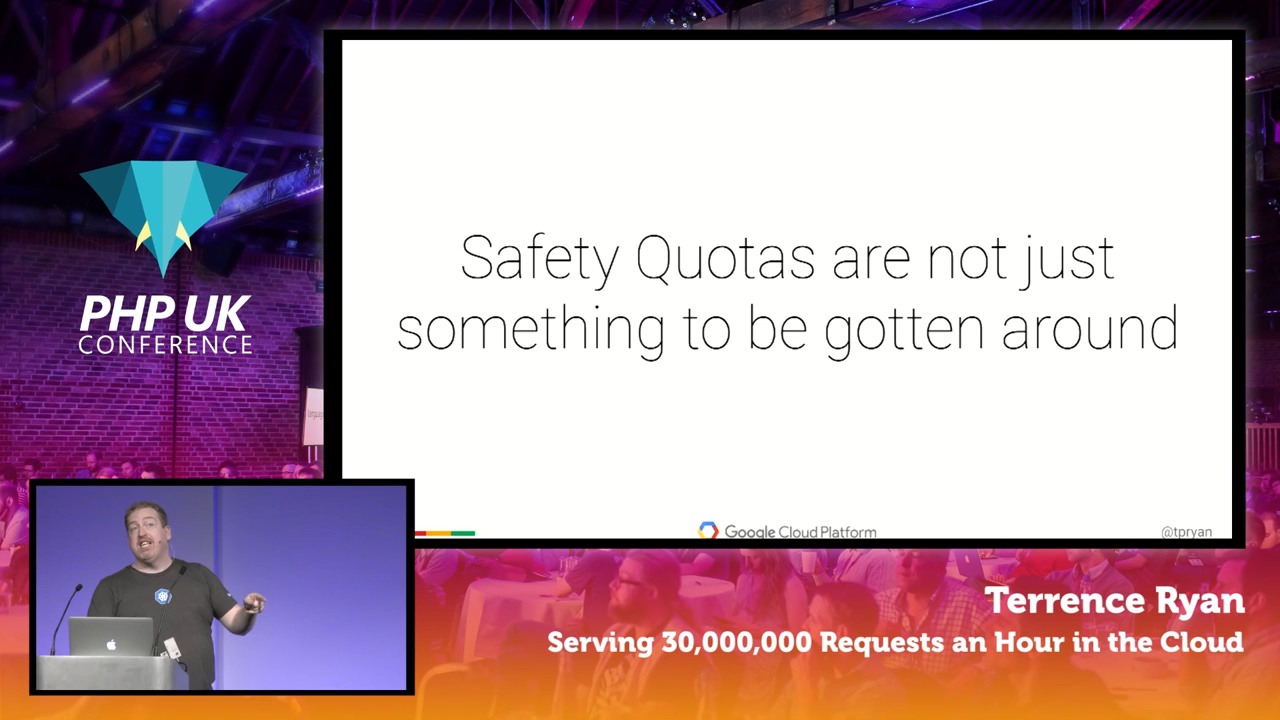 Safety Quotas are not just
something to be gotten around
Google Cloud Platform
@tpryan
PHP UK
CONFERENCE
Terrence Ryan
Serving 30,000,000 Requests an Hour in the Cloud